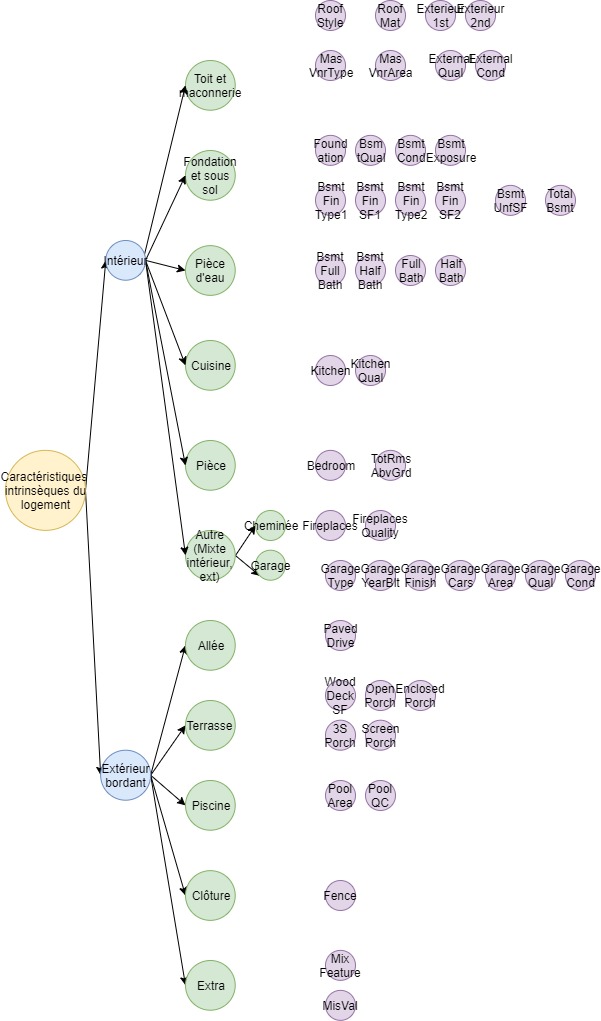 Roof
Style
Roof
Mat
Exterieur
1st
Exterieur
2nd
Toit et
maconnerie
Mas
VnrType
Mas
VnrArea
External
Qual
External
Cond
Fondation
et sous
sol
Found
ation
Bsm
tQual
Bsmt
Cond
Bsmt
Exposure
Bsmt
Fin
Type1
Bsmt
Fin
SF1
Bsmt
Fin
Type2
Bsmt
Fin
SF2
Bsmt
UnfSF
Total
Bsmt
Intérieur
Pièce
d'eau
Bsmt
Full
Bath
Bsmt
Half
Bath
Full
Bath
Half
Bath
Cuisine
Kitchen
Kitchen
Qual
Pièce
Bedroom
TotRms
AbvGrd
Caractéristiques
intrinsèques du
logement
Autre
(Mixte
intérieur,
ext)
Cheminée
Fireplaces
Fireplaces
Quality
Garage
Garage
Type
Garage
YearBlt
Garage
Finish
Garage
Cars
Garage
Area
Garage
Qual
Garage
Cond
Allée
Paved
Drive
Terrasse
Wood
Deck
SF
Open
Porch
Enclosed
Porch
3S
Porch
Screen
Porch
Extérieur
bordant
Piscine
Pool
Area
Pool
QC
Clôture
Fence
Extra
Mix
Feature
MisVal